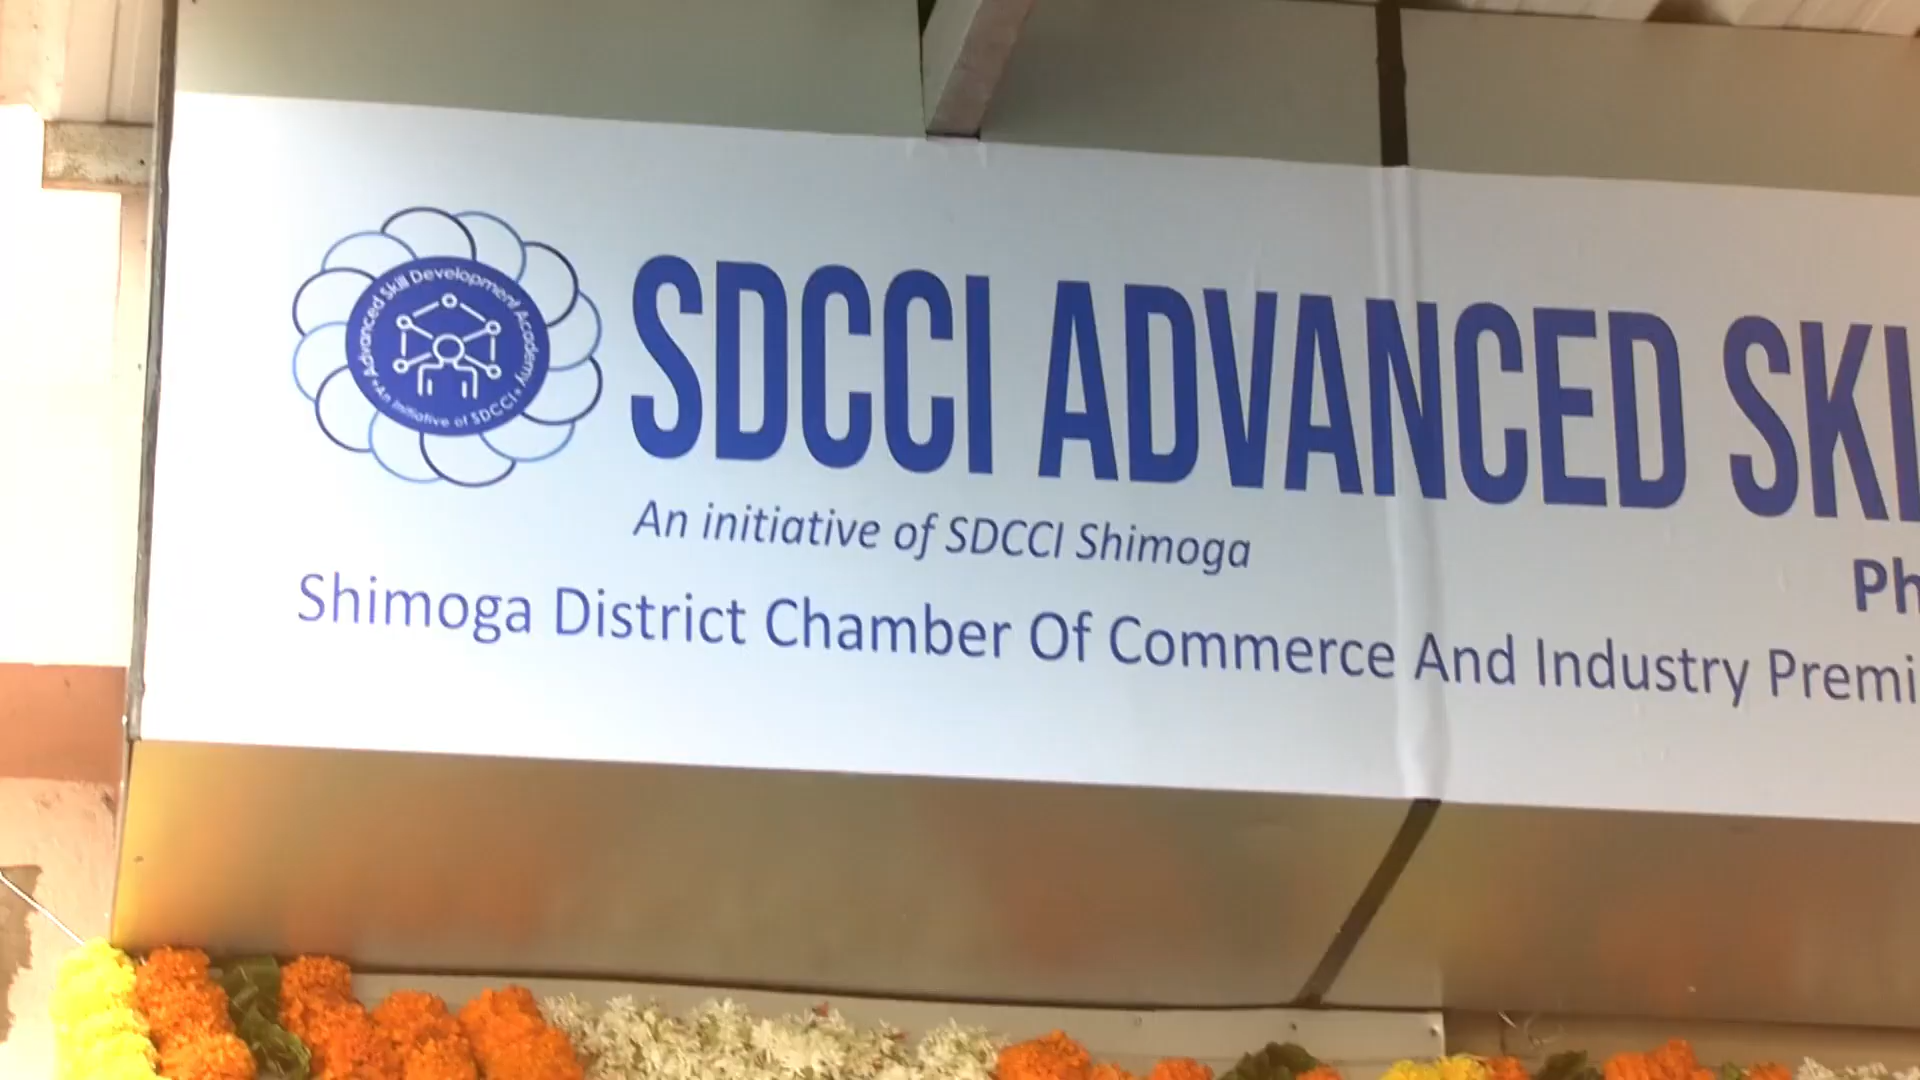 Advanced Skill Development Academy
An Initiative of SDCCI
SDCCI ADVANCED SKI
An initiative of SDCCI Shimoga
Ph
Shimoga District Chamber Of Commerce And Industry Premi